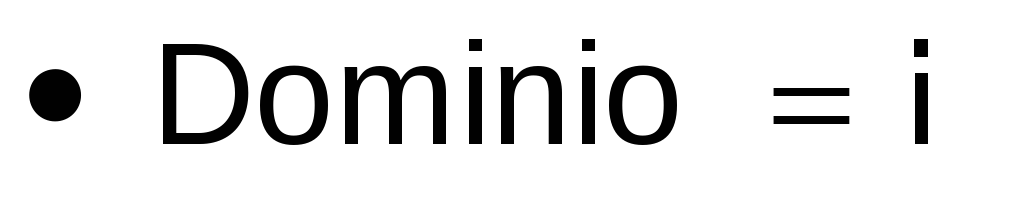 • Dominio = i